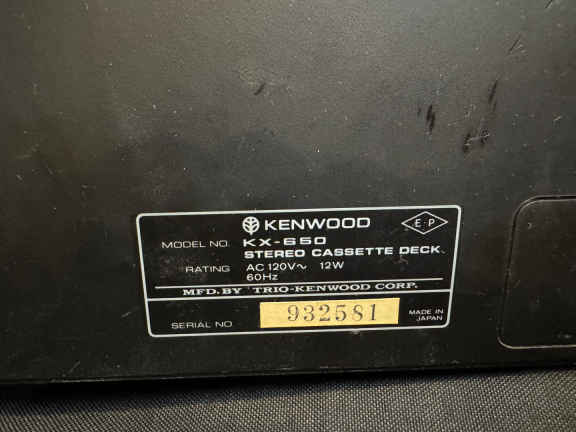 KENWOOD
E·P
MODEL NO. KX-650
STEREO CASSETTE DECK
RATING AC 120V~ 12W
60Hz
MFD. BY TRIO-KENWOOD CORP.
SERIAL NO. 932581
MADE IN
JAPAN